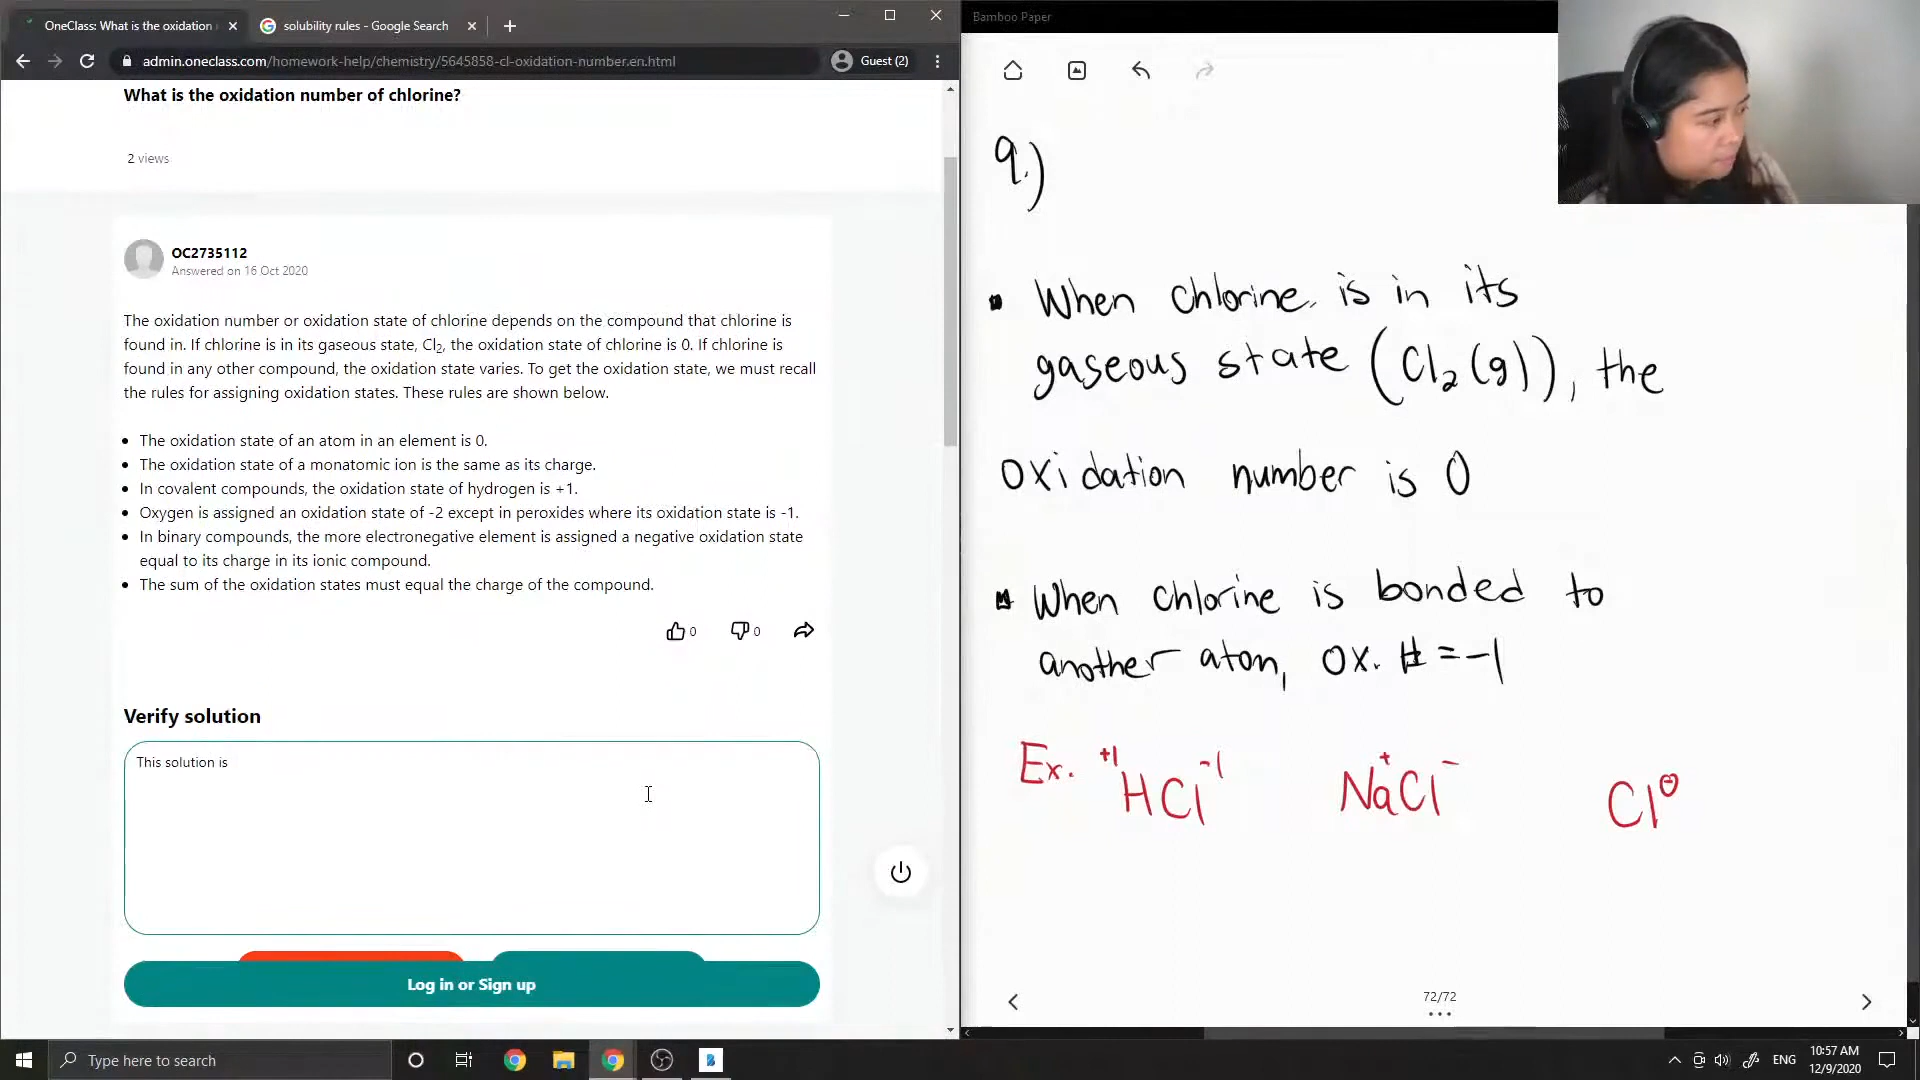 OneClass: What is the oxidation
solubility rules - Google Search
admin.oneclass.com/homework-help/chemistry/5645858-cl-oxidation-number.en.html
Guest (2)
What is the oxidation number of chlorine?
2 views
OC2735112
Answered on 16 Oct 2020
The oxidation number or oxidation state of chlorine depends on the compound that chlorine is
found in. If chlorine is in its gaseous state, Cl₂, the oxidation state of chlorine is 0. If chlorine is
found in any other compound, the oxidation state varies. To get the oxidation state, we must recall
the rules for assigning oxidation states. These rules are shown below.
• The oxidation state of an atom in an element is 0.
• The oxidation state of a monatomic ion is the same as its charge.
• In covalent compounds, the oxidation state of hydrogen is +1.
• Oxygen is assigned an oxidation state of -2 except in peroxides where its oxidation state is -1.
• In binary compounds, the more electronegative element is assigned a negative oxidation state
equal to its charge in its ionic compound.
• The sum of the oxidation states must equal the charge of the compound.
0
0
Verify solution
This solution is
Log in or Sign up
Bamboo Paper
9.)
• When chlorine is in its
gaseous state (Cl₂(g)), the
oxidation number is 0
• When chlorine is bonded to
another atom, ox. # = -1
Ex. ⁺¹HCl⁻¹ Na⁺Cl⁻ Cl⊖
72/72
Type here to search
ENG
10:57 AM
12/9/2020